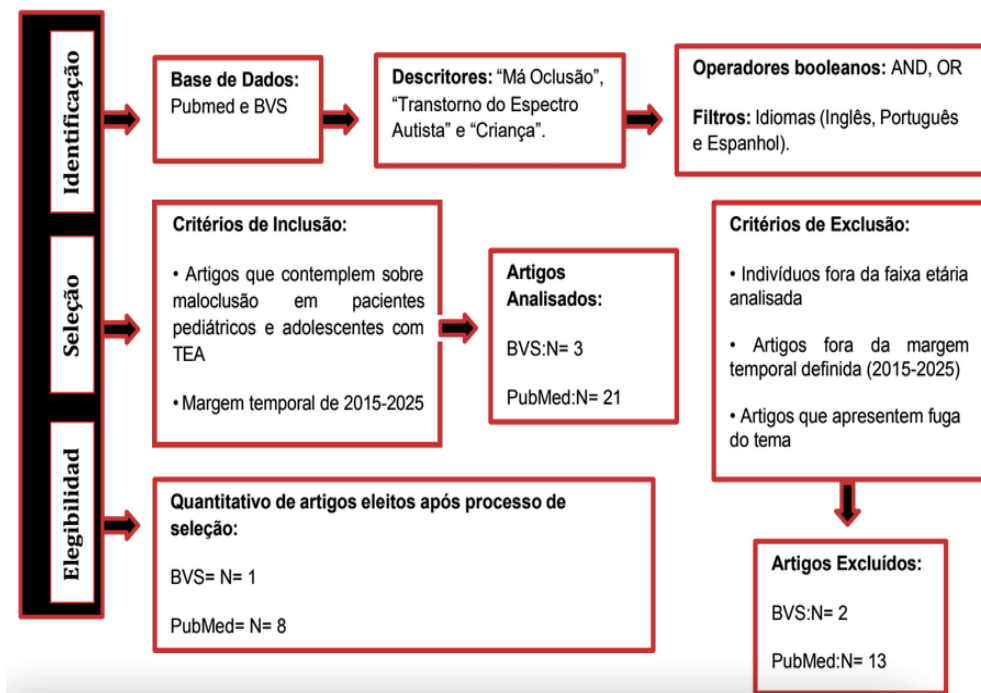 Identificação
Base de Dados:
Pubmed e BVS
Descritores: “Má Oclusão”,
“Transtorno do Espectro
Autista” e “Criança”.
Operadores booleanos: AND, OR
Filtros: Idiomas (Inglês, Português
e Espanhol).
Seleção
Critérios de Inclusão:
• Artigos que contemplem sobre
maloclusão em pacientes
pediátricos e adolescentes com
TEA
• Margem temporal de 2015-2025
Artigos
Analisados:
BVS:N= 3
PubMed:N= 21
Critérios de Exclusão:
• Indivíduos fora da faixa etária
analisada
• Artigos fora da margem
temporal definida (2015-2025)
• Artigos que apresentem fuga
do tema
Elegibilidad
Quantitativo de artigos eleitos após processo de
seleção:
BVS= N= 1
PubMed= N= 8
Artigos Excluídos:
BVS:N= 2
PubMed:N= 13